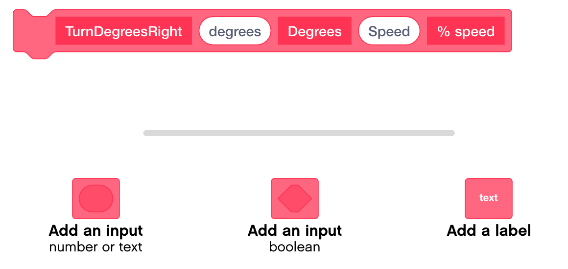 TurnDegreesRight degrees Degrees Speed % speed
text
Add an input Add an input Add a label
number or text boolean